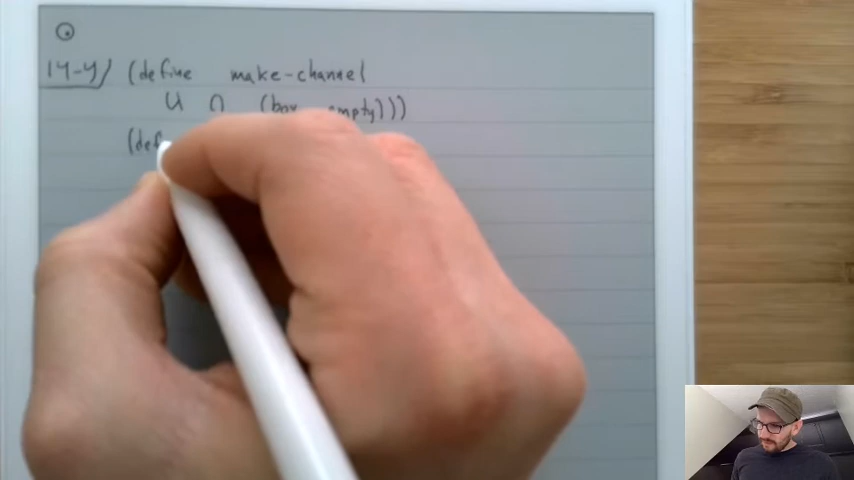 14-4/ (define make-channel
(λ () (box empty)))
(def